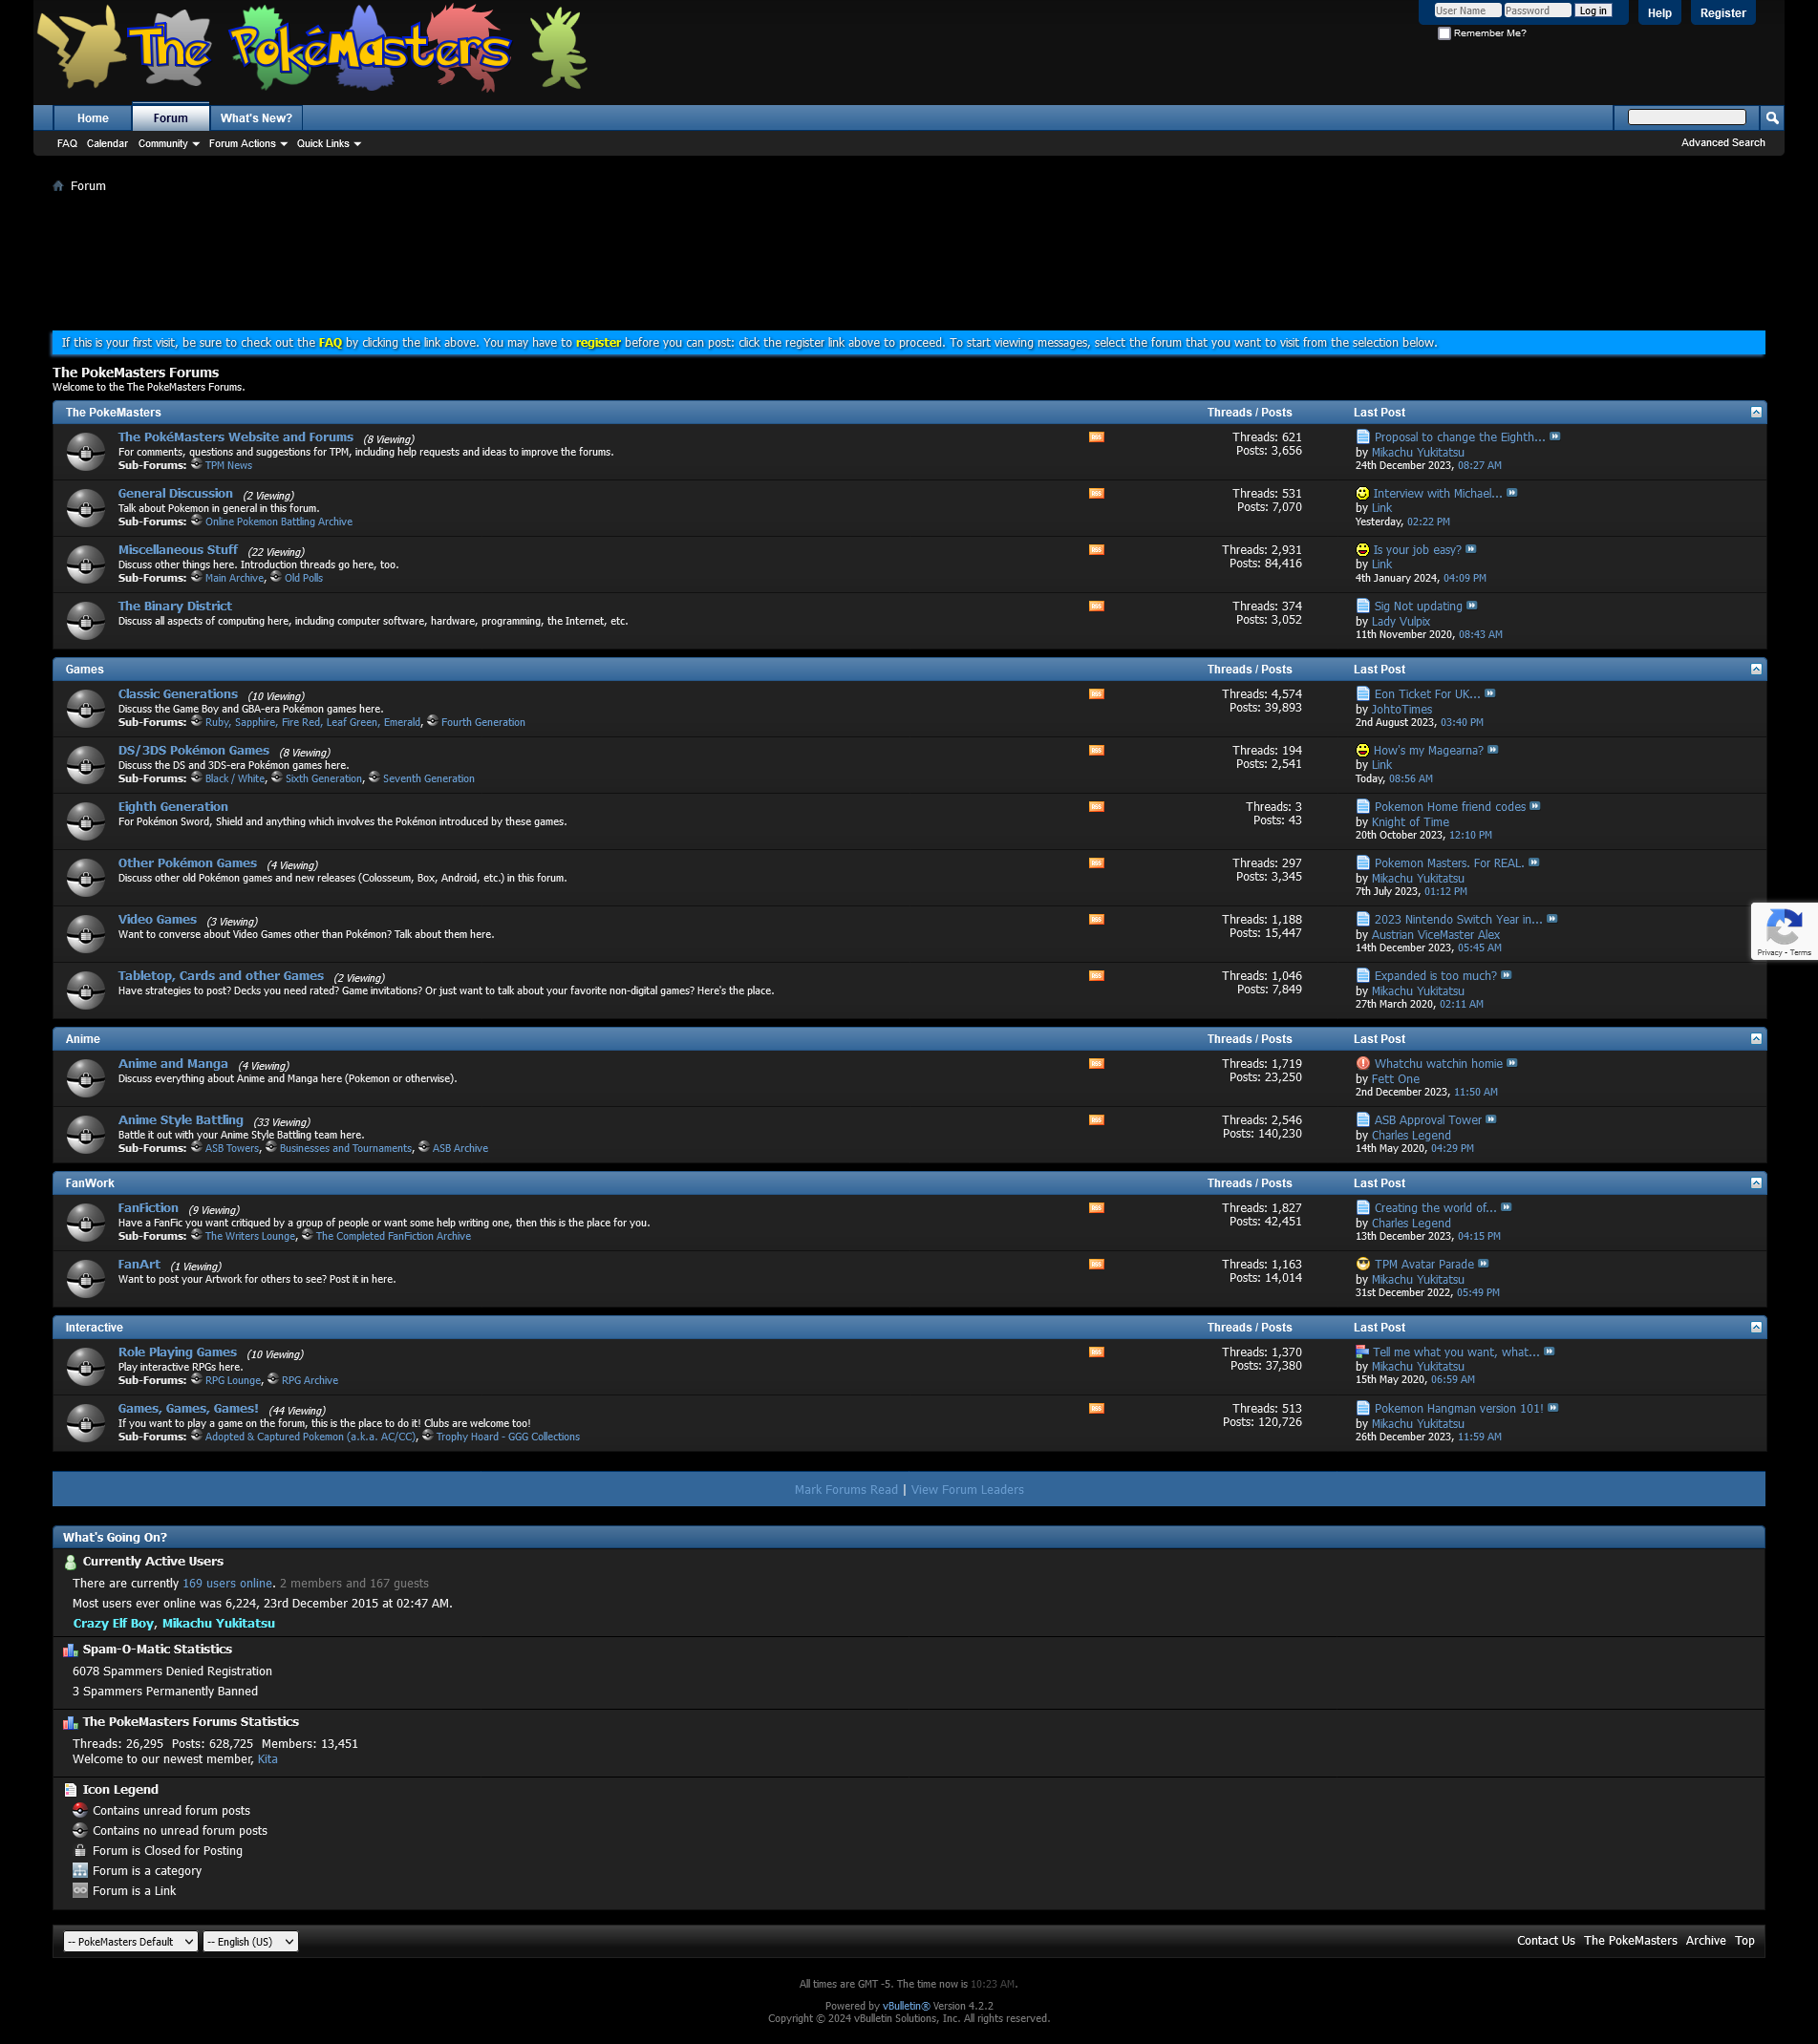 The PokéMasters
User Name Password Log in Help Register
Remember Me?
Home Forum What's New?
FAQ Calendar Community Forum Actions Quick Links Advanced Search
Forum
If this is your first visit, be sure to check out the FAQ by clicking the link above. You may have to register before you can post: click the register link above to proceed. To start viewing messages, select the forum that you want to visit from the selection below.
The PokeMasters Forums
Welcome to the The PokeMasters Forums.
The PokeMasters Threads / Posts Last Post
The PokéMasters Website and Forums (8 Viewing) RSS Threads: 621 Proposal to change the Eighth...
For comments, questions and suggestions for TPM, including help requests and ideas to improve the forums. Posts: 3,656 by Mikachu Yukitatsu
Sub-Forums: TPM News 24th December 2023, 08:27 AM
General Discussion (2 Viewing) RSS Threads: 531 Interview with Michael...
Talk about Pokemon in general in this forum. Posts: 7,070 by Link
Sub-Forums: Online Pokemon Battling Archive Yesterday, 02:22 PM
Miscellaneous Stuff (22 Viewing) RSS Threads: 2,931 Is your job easy?
Discuss other things here. Introduction threads go here, too. Posts: 84,416 by Link
Sub-Forums: Main Archive, Old Polls 4th January 2024, 04:09 PM
The Binary District RSS Threads: 374 Sig Not updating
Discuss all aspects of computing here, including computer software, hardware, programming, the Internet, etc. Posts: 3,052 by Lady Vulpix
11th November 2020, 08:43 AM
Games Threads / Posts Last Post
Classic Generations (10 Viewing) RSS Threads: 4,574 Eon Ticket For UK...
Discuss the Game Boy and GBA-era Pokémon games here. Posts: 39,893 by JohtoTimes
Sub-Forums: Ruby, Sapphire, Fire Red, Leaf Green, Emerald, Fourth Generation 2nd August 2023, 03:40 PM
DS/3DS Pokémon Games (8 Viewing) RSS Threads: 194 How's my Magearna?
Discuss the DS and 3DS-era Pokémon games here. Posts: 2,541 by Link
Sub-Forums: Black / White, Sixth Generation, Seventh Generation Today, 08:56 AM
Eighth Generation RSS Threads: 3 Pokemon Home friend codes
For Pokémon Sword, Shield and anything which involves the Pokémon introduced by these games. Posts: 43 by Knight of Time
20th October 2023, 12:10 PM
Other Pokémon Games (4 Viewing) RSS Threads: 297 Pokemon Masters. For REAL.
Discuss other old Pokémon games and new releases (Colosseum, Box, Android, etc.) in this forum. Posts: 3,345 by Mikachu Yukitatsu
7th July 2023, 01:12 PM
Video Games (3 Viewing) RSS Threads: 1,188 2023 Nintendo Switch Year in...
Want to converse about Video Games other than Pokémon? Talk about them here. Posts: 15,447 by Austrian ViceMaster Alex
14th December 2023, 05:45 AM
Privacy - Terms
Tabletop, Cards and other Games (2 Viewing) RSS Threads: 1,046 Expanded is too much?
Have strategies to post? Decks you need rated? Game invitations? Or just want to talk about your favorite non-digital games? Here's the place. Posts: 7,849 by Mikachu Yukitatsu
27th March 2020, 02:11 AM
Anime Threads / Posts Last Post
Anime and Manga (4 Viewing) RSS Threads: 1,719 Whatchu watchin homie
Discuss everything about Anime and Manga here (Pokemon or otherwise). Posts: 23,250 by Fett One
2nd December 2023, 11:50 AM
Anime Style Battling (33 Viewing) RSS Threads: 2,546 ASB Approval Tower
Battle it out with your Anime Style Battling team here. Posts: 140,230 by Charles Legend
Sub-Forums: ASB Towers, Businesses and Tournaments, ASB Archive 14th May 2020, 04:29 PM
FanWork Threads / Posts Last Post
FanFiction (9 Viewing) RSS Threads: 1,827 Creating the world of...
Have a FanFic you want critiqued by a group of people or want some help writing one, then this is the place for you. Posts: 42,451 by Charles Legend
Sub-Forums: The Writers Lounge, The Completed FanFiction Archive 13th December 2023, 04:15 PM
FanArt (1 Viewing) RSS Threads: 1,163 TPM Avatar Parade
Want to post your Artwork for others to see? Post it in here. Posts: 14,014 by Mikachu Yukitatsu
31st December 2022, 05:49 PM
Interactive Threads / Posts Last Post
Role Playing Games (10 Viewing) RSS Threads: 1,370 Tell me what you want, what...
Play interactive RPGs here. Posts: 37,380 by Mikachu Yukitatsu
Sub-Forums: RPG Lounge, RPG Archive 15th May 2020, 06:59 AM
Games, Games, Games! (44 Viewing) RSS Threads: 513 Pokemon Hangman version 101!
If you want to play a game on the forum, this is the place to do it! Clubs are welcome too! Posts: 120,726 by Mikachu Yukitatsu
Sub-Forums: Adopted & Captured Pokemon (a.k.a. AC/CC), Trophy Hoard - GGG Collections 26th December 2023, 11:59 AM
Mark Forums Read | View Forum Leaders
What's Going On?
Currently Active Users
There are currently 169 users online. 2 members and 167 guests
Most users ever online was 6,224, 23rd December 2015 at 02:47 AM.
Crazy Elf Boy, Mikachu Yukitatsu
Spam-O-Matic Statistics
6078 Spammers Denied Registration
3 Spammers Permanently Banned
The PokeMasters Forums Statistics
Threads: 26,295 Posts: 628,725 Members: 13,451
Welcome to our newest member, Kita
Icon Legend
Contains unread forum posts
Contains no unread forum posts
Forum is Closed for Posting
Forum is a category
Forum is a Link
-- PokeMasters Default -- English (US) Contact Us The PokeMasters Archive Top
All times are GMT -5. The time now is 10:23 AM.
Powered by vBulletin® Version 4.2.2
Copyright © 2024 vBulletin Solutions, Inc. All rights reserved.